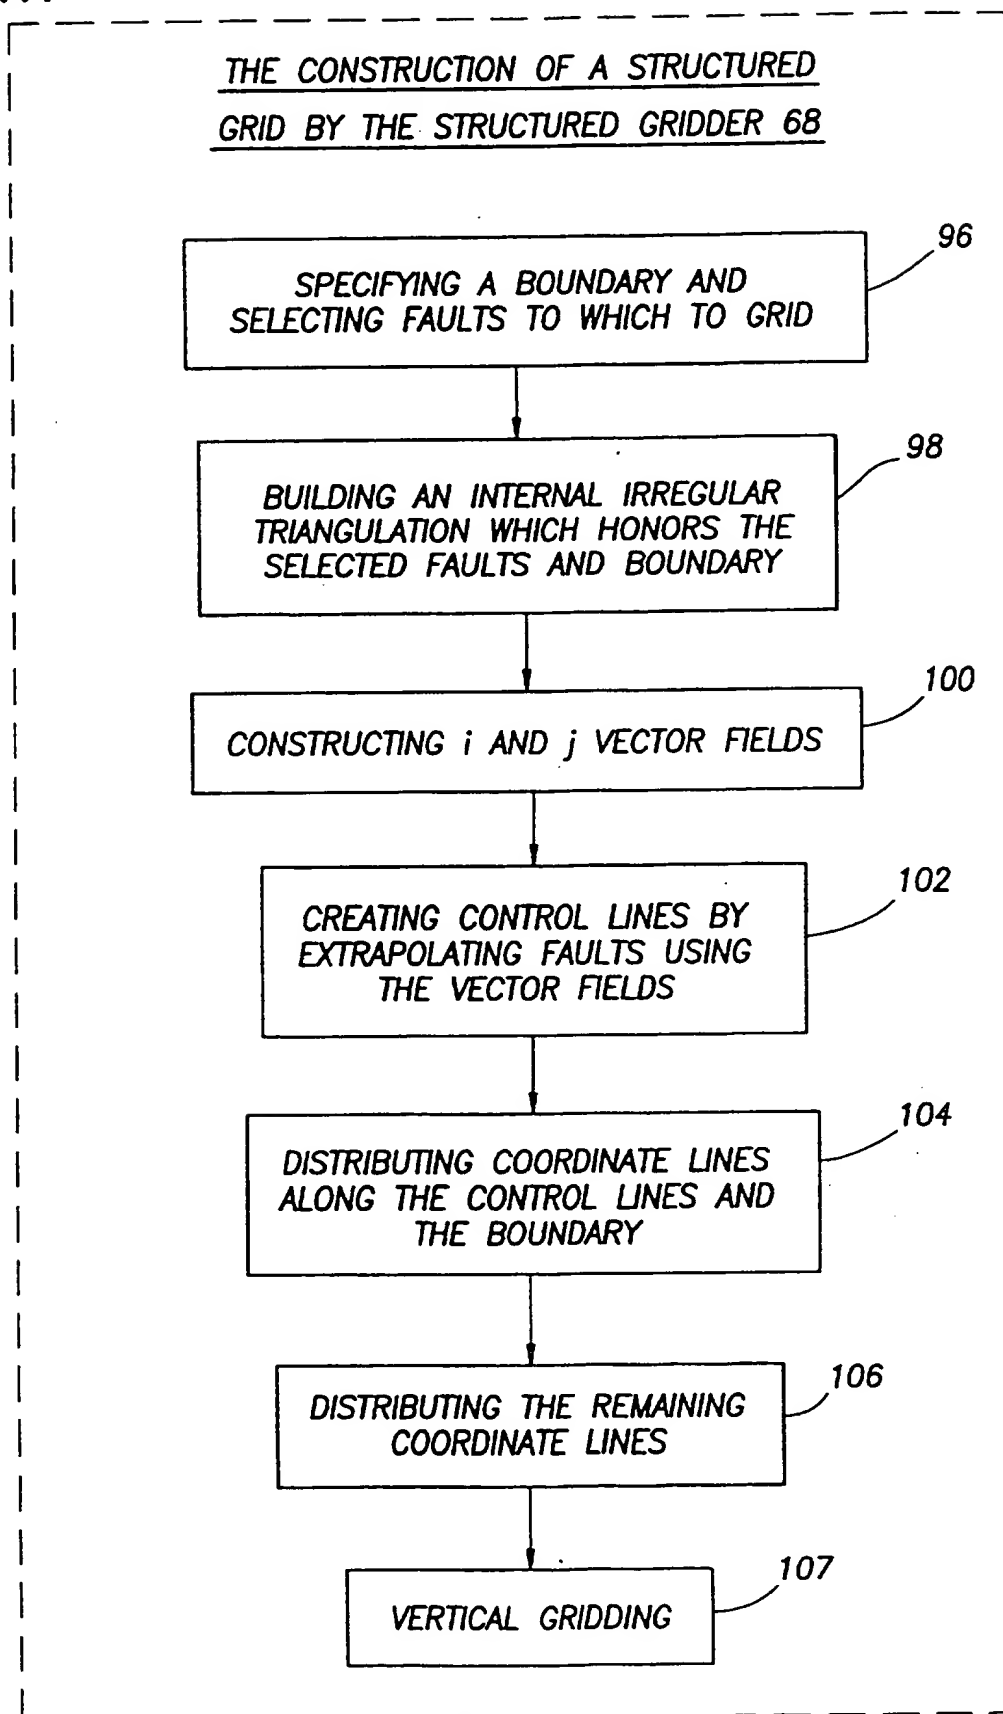 THE CONSTRUCTION OF A STRUCTURED
GRID BY THE STRUCTURED GRIDDER 68
96
SPECIFYING A BOUNDARY AND
SELECTING FAULTS TO WHICH TO GRID
98
BUILDING AN INTERNAL IRREGULAR
TRIANGULATION WHICH HONORS THE
SELECTED FAULTS AND BOUNDARY
100
CONSTRUCTING i AND j VECTOR FIELDS
102
CREATING CONTROL LINES BY
EXTRAPOLATING FAULTS USING
THE VECTOR FIELDS
104
DISTRIBUTING COORDINATE LINES
ALONG THE CONTROL LINES AND
THE BOUNDARY
106
DISTRIBUTING THE REMAINING
COORDINATE LINES
107
VERTICAL GRIDDING